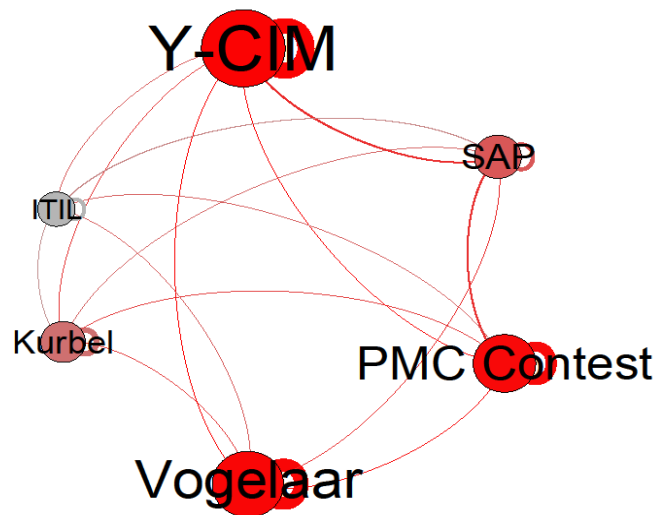 Y-CIM
SAP
ITIL
Kurbel
PMC Contest
Vogelaar